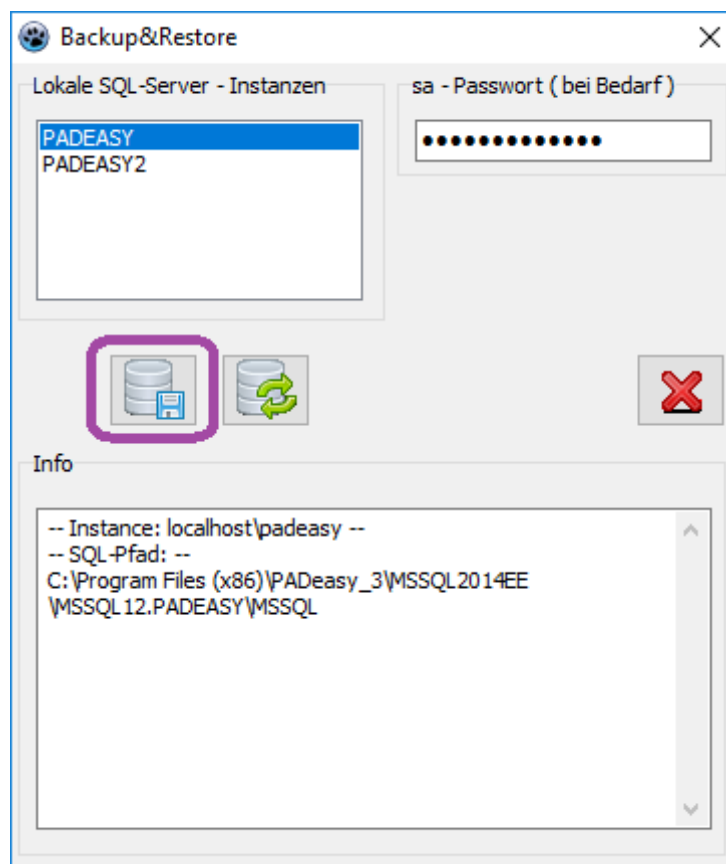 Backup&Restore
Lokale SQL-Server - Instanzen
sa - Passwort ( bei Bedarf )
PADEASY
PADEASY2
•••••••••••••
Info
-- Instance: localhost\padeasy --
-- SQL-Pfad: --
C:\Program Files (x86)\PADeasy_3\MSSQL2014EE
\MSSQL12.PADEASY\MSSQL